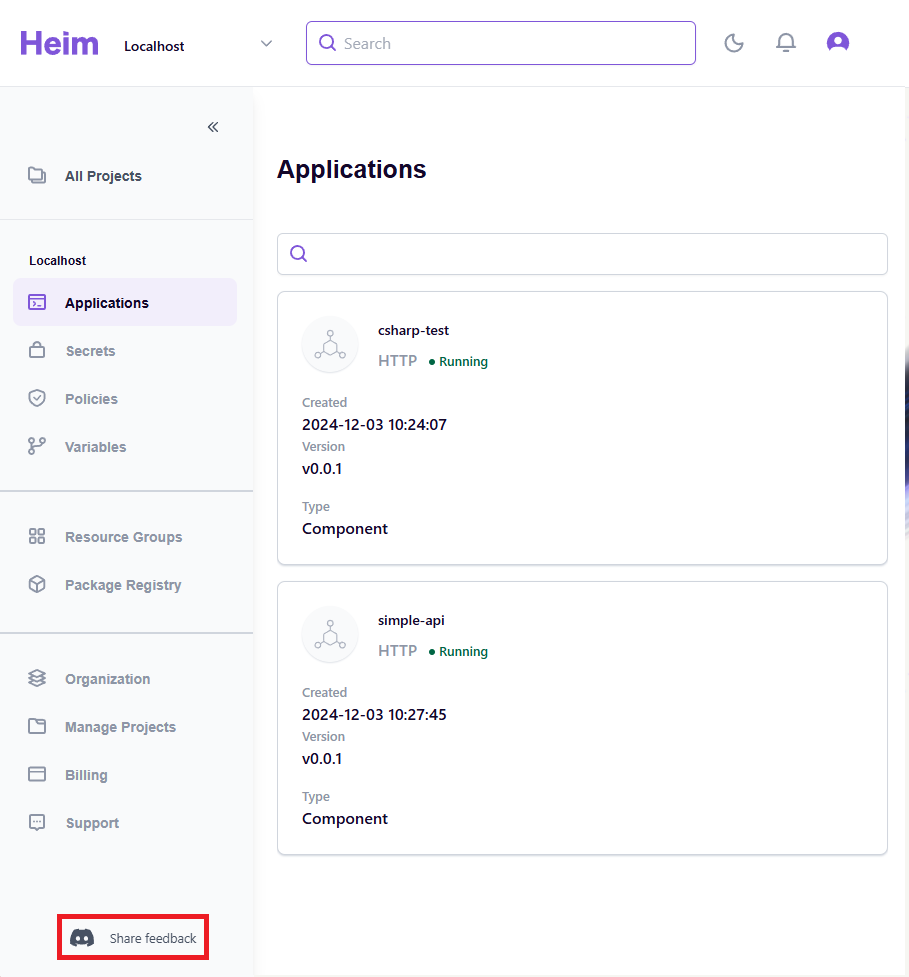 Heim
Localhost
Search
All Projects
Localhost
Applications
Secrets
Policies
Variables
Resource Groups
Package Registry
Organization
Manage Projects
Billing
Support
Share feedback
Applications
csharp-test
HTTP Running
Created
2024-12-03 10:24:07
Version
v0.0.1
Type
Component
simple-api
HTTP Running
Created
2024-12-03 10:27:45
Version
v0.0.1
Type
Component